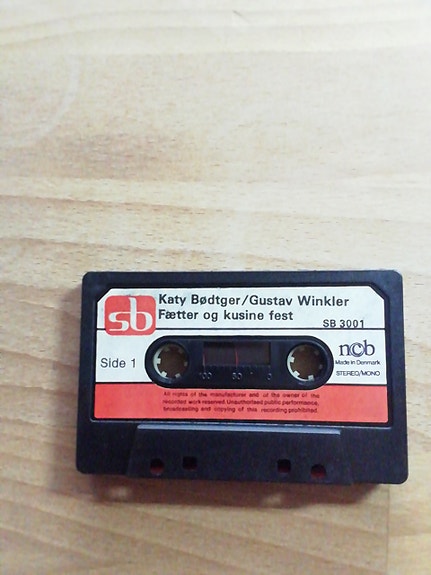 sb
Katy Bødtger/Gustav Winkler
Fætter og kusine fest
SB 3001
Side 1
ncb
Made in Denmark
STEREO/MONO
100 50 0
All rights of the manufacturer and of the owner of the
recorded work reserved. Unauthorised public performance,
broadcasting and copying of this recording prohibited.